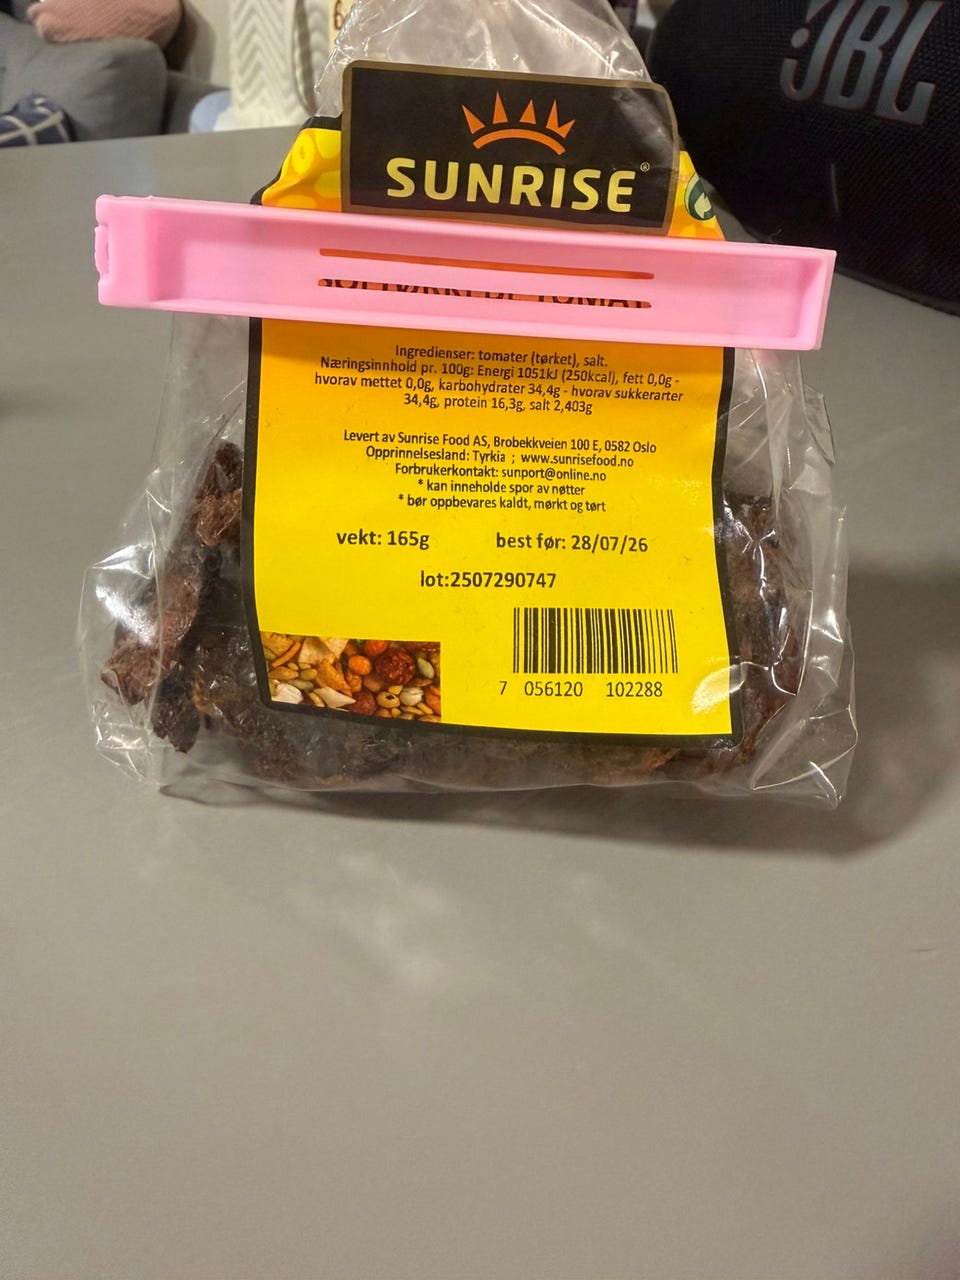 6
JBL
SUNRISE®
SOLTØRKEDE TOMAT
Ingredienser: tomater (tørket), salt.
Næringsinnhold pr. 100g: Energi 1051kJ (250kcal), fett 0,0g -
hvorav mettet 0,0g, karbohydrater 34,4g - hvorav sukkerarter
34,4g, protein 16,3g, salt 2,403g
Levert av Sunrise Food AS, Brobekkveien 100 E, 0582 Oslo
Opprinnelsesland: Tyrkia ; www.sunrisefood.no
Forbrukerkontakt: sunport@online.no
* kan inneholde spor av nøtter
* bør oppbevares kaldt, mørkt og tørt
vekt: 165g best før: 28/07/26
lot:2507290747
7 056120 102288